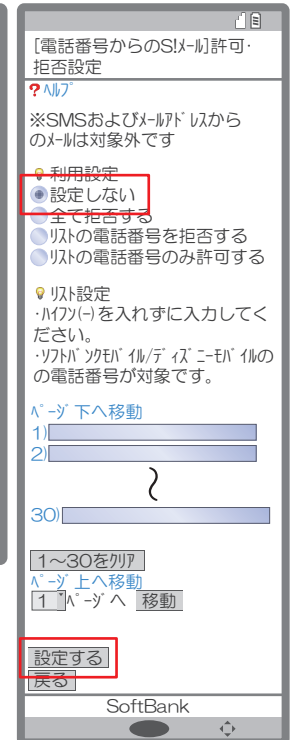 [電話番号からのS!ﾒｰﾙ]許可･
拒否設定
?ﾍﾙﾌﾟ
※SMSおよびﾒｰﾙｱﾄﾞﾚｽから
のﾒｰﾙは対象外です
利用設定
設定しない
全て拒否する
ﾘｽﾄの電話番号を拒否する
ﾘｽﾄの電話番号のみ許可する
ﾘｽﾄ設定
･ﾊｲﾌﾝ(-)を入れずに入力してく
ださい。
･ｿﾌﾄﾊﾞﾝｸﾓﾊﾞｲﾙ/ﾃﾞｨｽﾞﾆｰﾓﾊﾞｲﾙの
の電話番号が対象です。
ﾍﾟｰｼﾞ下へ移動
1)
2)
30)
1～30をｸﾘｱ
ﾍﾟｰｼﾞ上へ移動
1 ﾍﾟｰｼﾞへ 移動
設定する
戻る
SoftBank